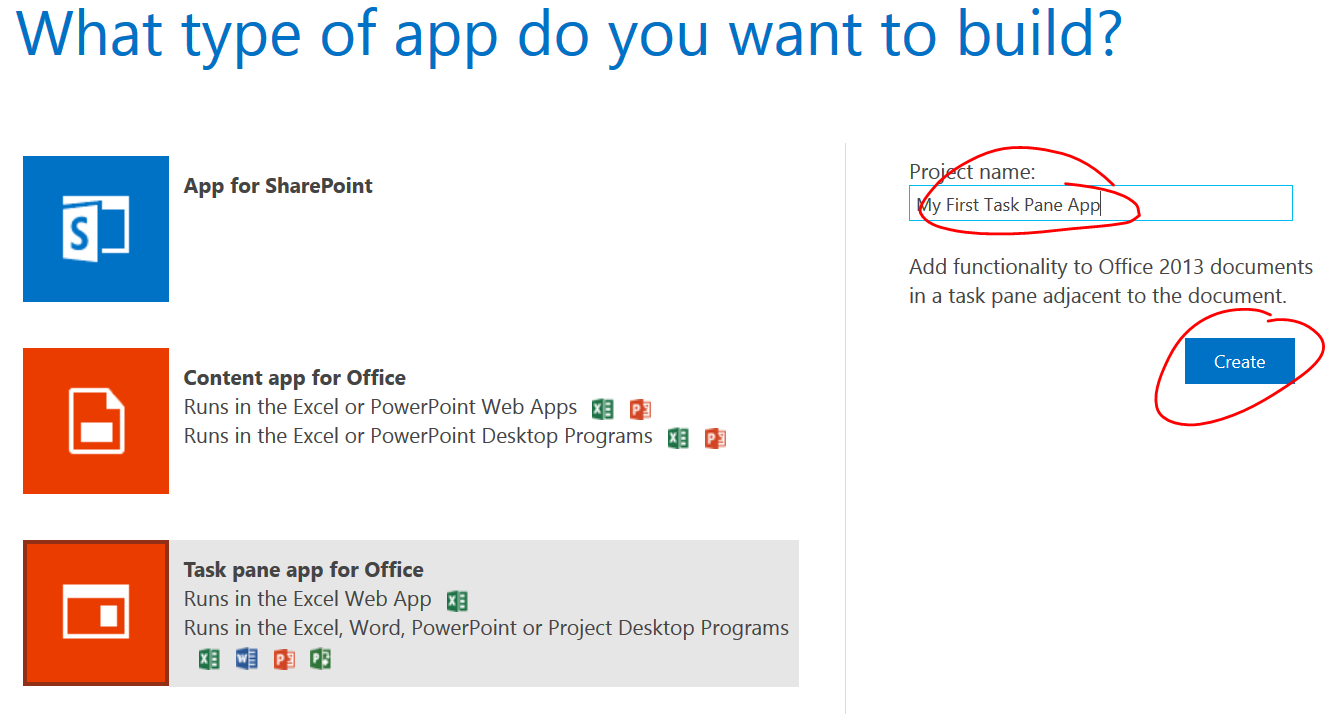 What type of app do you want to build?
App for SharePoint
Content app for Office
Runs in the Excel or PowerPoint Web Apps
Runs in the Excel or PowerPoint Desktop Programs
Task pane app for Office
Runs in the Excel Web App
Runs in the Excel, Word, PowerPoint or Project Desktop Programs
Project name:
My First Task Pane App
Add functionality to Office 2013 documents
in a task pane adjacent to the document.
Create